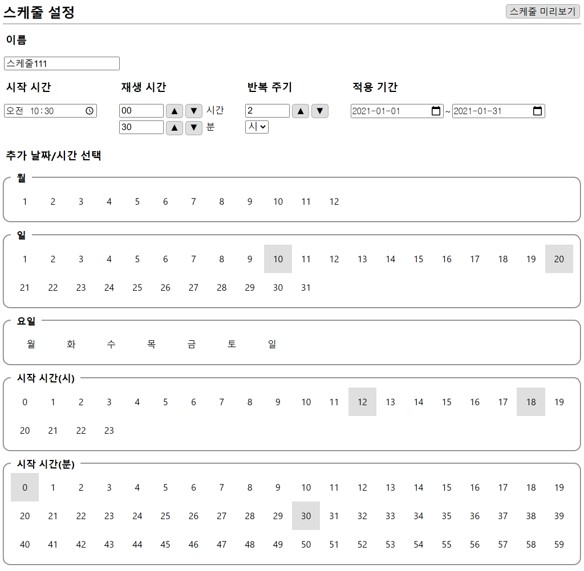 스케줄 설정 스케줄 미리보기
이름
스케줄111
시작 시간 재생 시간 반복 주기 적용 기간
오전 10:30 00 ▲ ▼ 시간 2 ▲ ▼ 2021-01-01 ~ 2021-01-31
30 ▲ ▼ 분 시
추가 날짜/시간 선택
월
1 2 3 4 5 6 7 8 9 10 11 12
일
1 2 3 4 5 6 7 8 9 10 11 12 13 14 15 16 17 18 19 20
21 22 23 24 25 26 27 28 29 30 31
요일
월 화 수 목 금 토 일
시작 시간(시)
0 1 2 3 4 5 6 7 8 9 10 11 12 13 14 15 16 17 18 19
20 21 22 23
시작 시간(분)
0 1 2 3 4 5 6 7 8 9 10 11 12 13 14 15 16 17 18 19
20 21 22 23 24 25 26 27 28 29 30 31 32 33 34 35 36 37 38 39
40 41 42 43 44 45 46 47 48 49 50 51 52 53 54 55 56 57 58 59